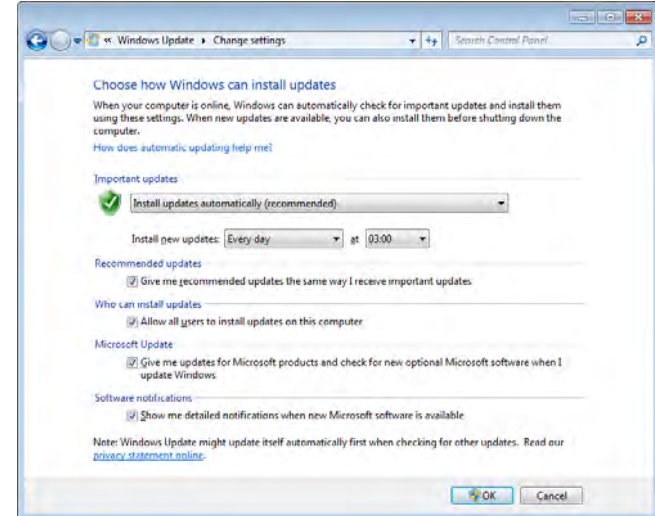 « Windows Update ▸ Change settings
Search Control Panel
Choose how Windows can install updates
When your computer is online, Windows can automatically check for important updates and install them
using these settings. When new updates are available, you can also install them before shutting down the
computer.
How does automatic updating help me?
Important updates
Install updates automatically (recommended)
Install new updates: Every day at 03:00
Recommended updates
Give me recommended updates the same way I receive important updates
Who can install updates
Allow all users to install updates on this computer
Microsoft Update
Give me updates for Microsoft products and check for new optional Microsoft software when I
update Windows
Software notifications
Show me detailed notifications when new Microsoft software is available
Note: Windows Update might update itself automatically first when checking for other updates. Read our
privacy statement online.
OK Cancel